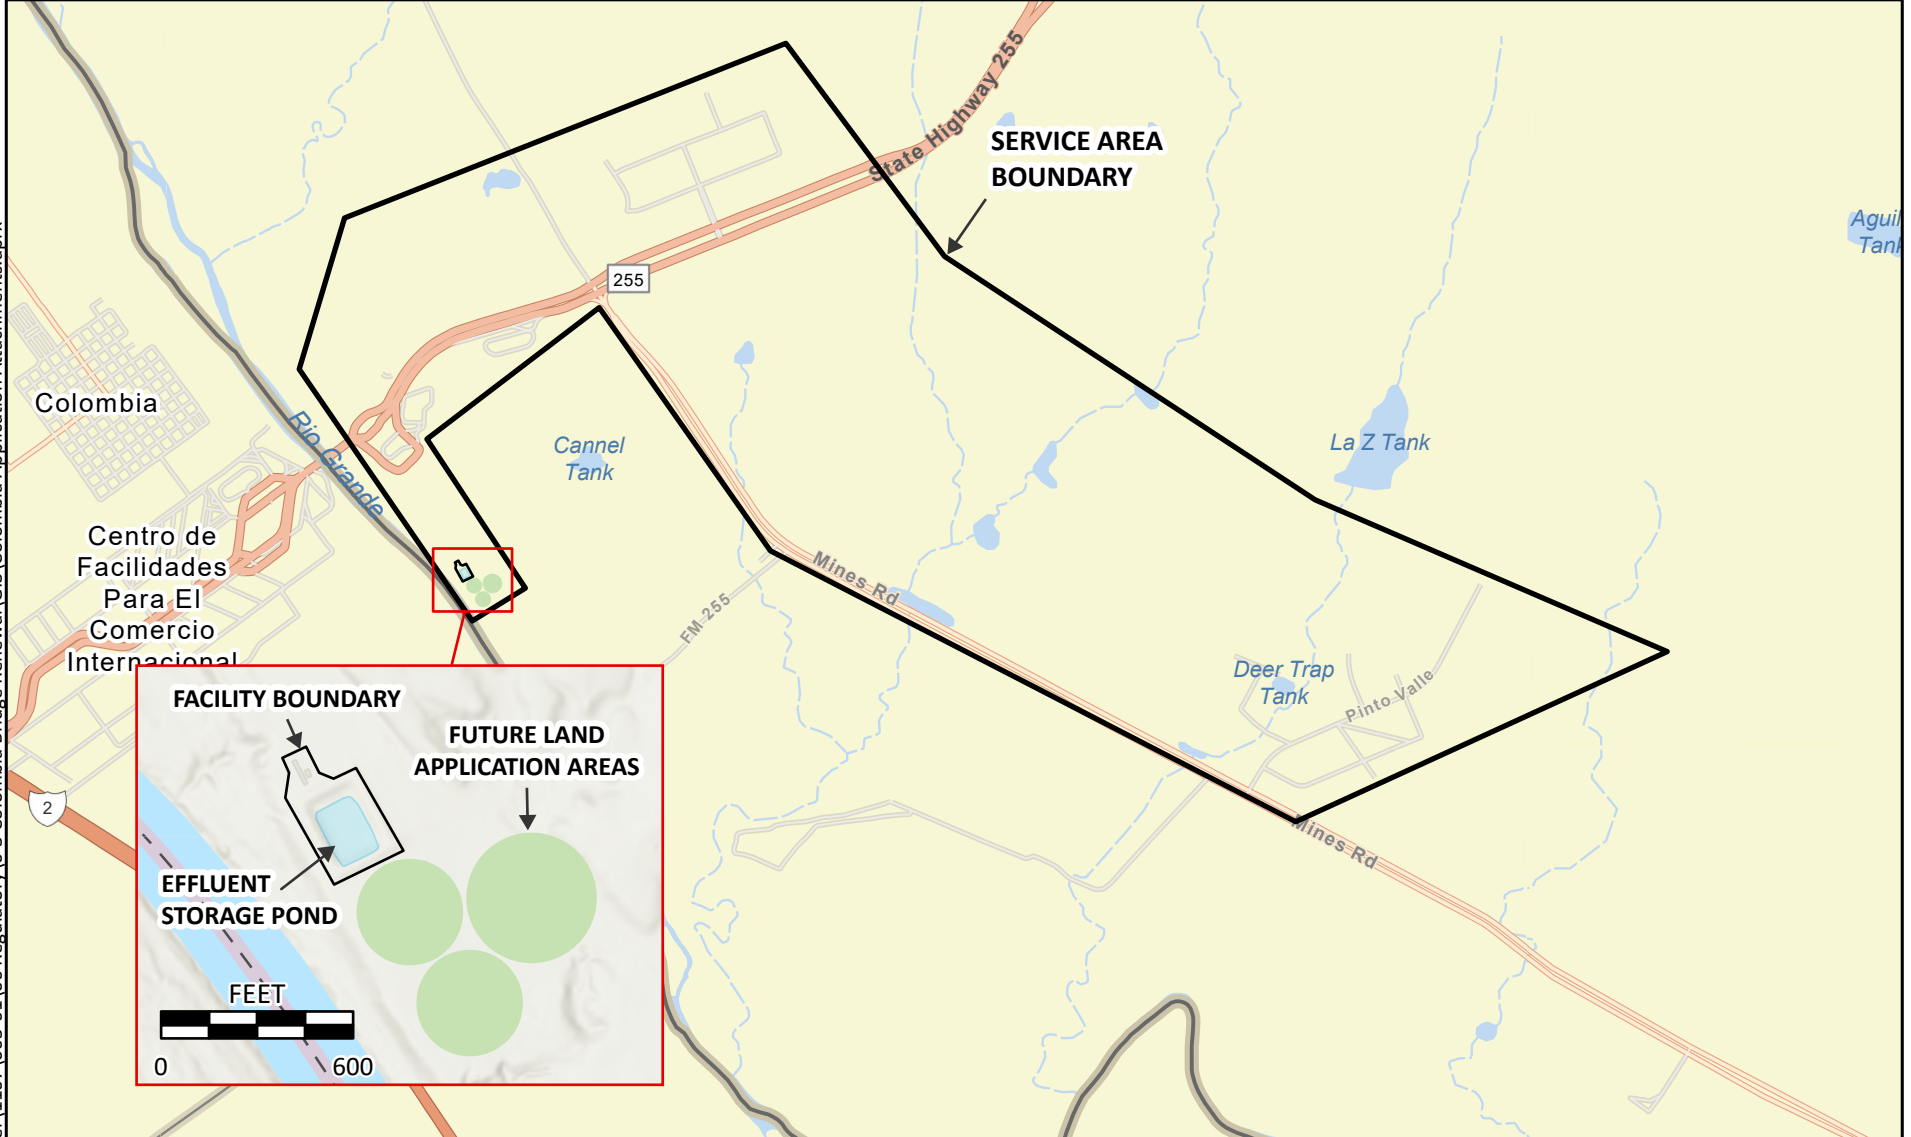 State Highway 255
SERVICE AREA
BOUNDARY
Aguil
Tank
255
Colombia
Rio Grande
Cannel
Tank
La Z Tank
Centro de
Facilidades
Para El
Comercio
Internacional
Mines Rd
FM 255
Deer Trap
Tank
Pinto Valle
Mines Rd
2
FACILITY BOUNDARY
FUTURE LAND
APPLICATION AREAS
EFFLUENT
STORAGE POND
FEET
0 600